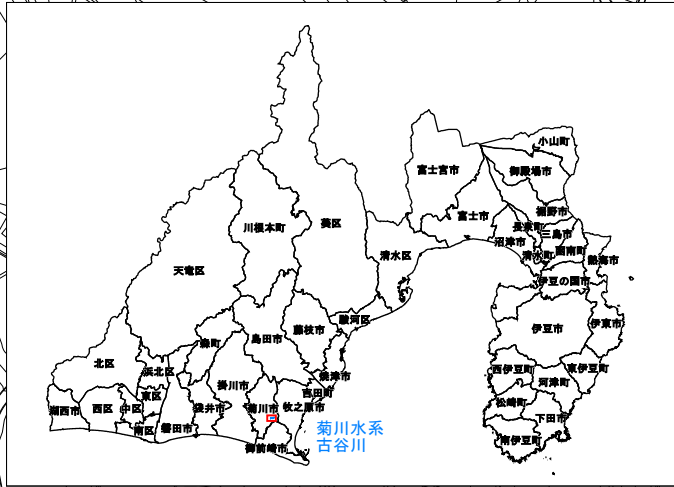 小山町
御殿場市
富士宮市
裾野市
富士市
長泉町
三島市
沼津市
清水町
函南町
熱海市
伊豆の国市
葵区
川根本町
清水区
天竜区
駿河区
伊豆市
伊東市
藤枝市
島田市
森町
北区
浜北区
西伊豆町
東伊豆町
焼津市
河津町
掛川市
吉田町
東区
松崎町
湖西市
西区
中区
袋井市
菊川市
牧之原市
下田市
南区
磐田市
菊川水系
古谷川
南伊豆町
御前崎市